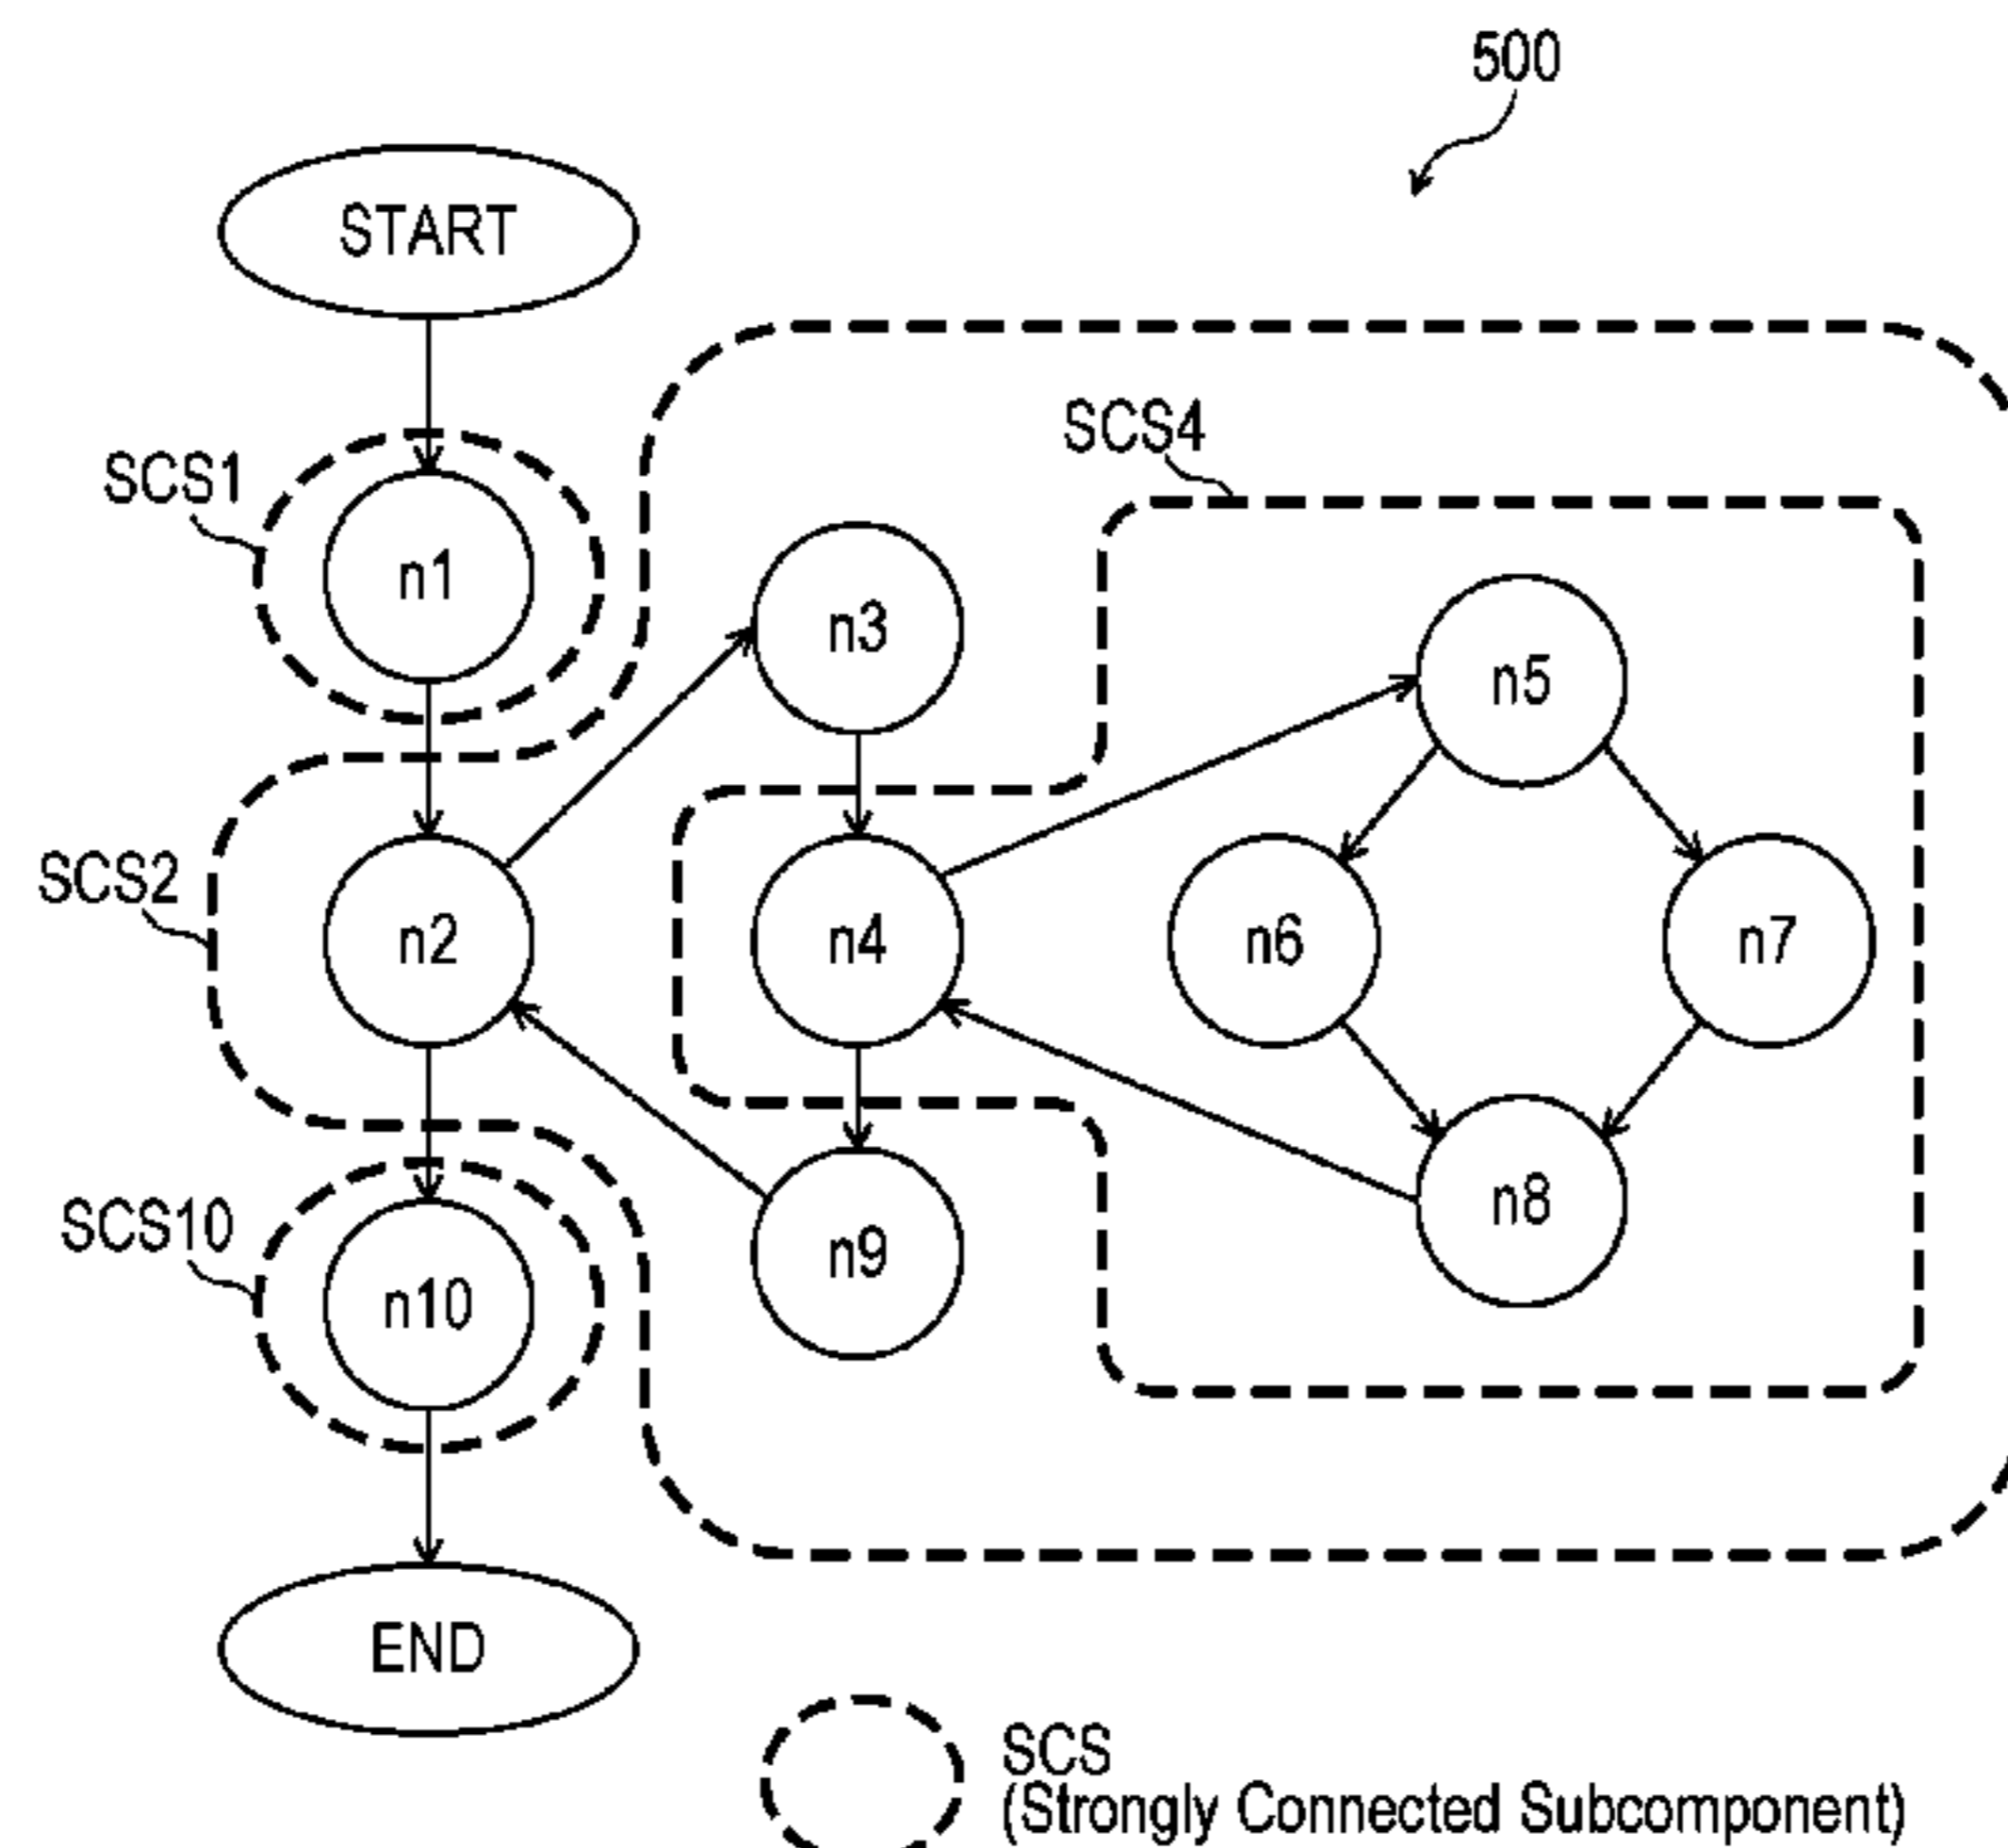 500
START
SCS4
SCS1
n1
n3
n5
SCS2
n2
n4
n6
n7
SCS10
n10
n9
n8
END
SCS
(Strongly Connected Subcomponent)